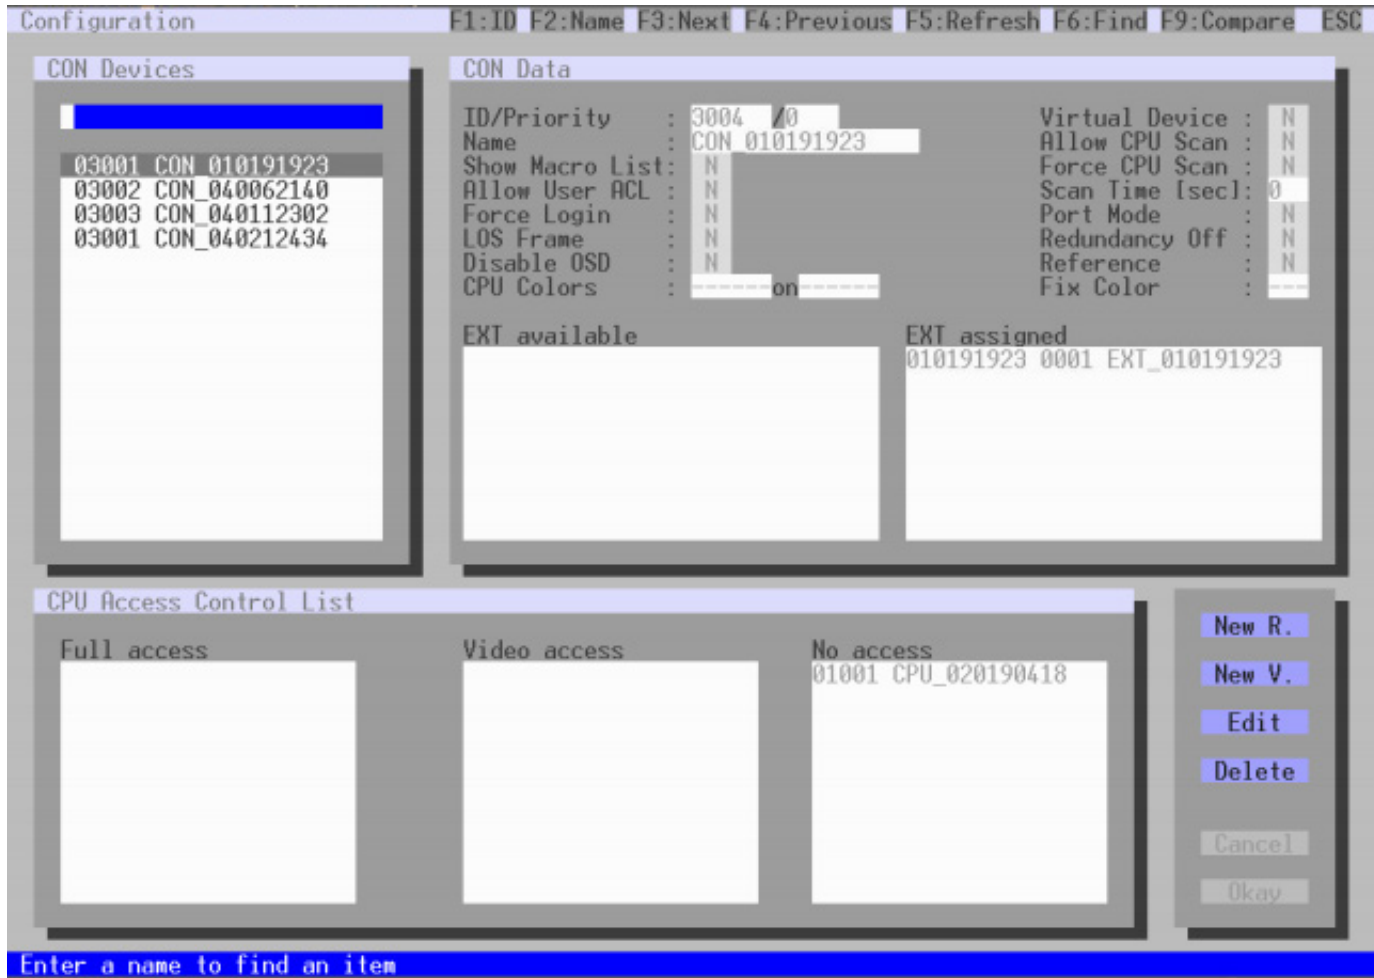 Configuration F1:ID F2:Name F3:Next F4:Previous F5:Refresh F6:Find F9:Compare ESC
CON Devices
03001 CON_010191923
03002 CON_040062140
03003 CON_040112302
03001 CON_040212434
CON Data
ID/Priority : 3004 /0
Name : CON_010191923
Show Macro List: N
Allow User ACL : N
Force Login : N
LOS Frame : N
Disable OSD : N
CPU Colors : ------on------
Virtual Device : N
Allow CPU Scan : N
Force CPU Scan : N
Scan Time [sec]: 0
Port Mode : N
Redundancy Off : N
Reference : N
Fix Color : ---
EXT available
EXT assigned
010191923 0001 EXT_010191923
CPU Access Control List
Full access
Video access
No access
01001 CPU_020190418
New R.
New V.
Edit
Delete
Cancel
Okay
Enter a name to find an item